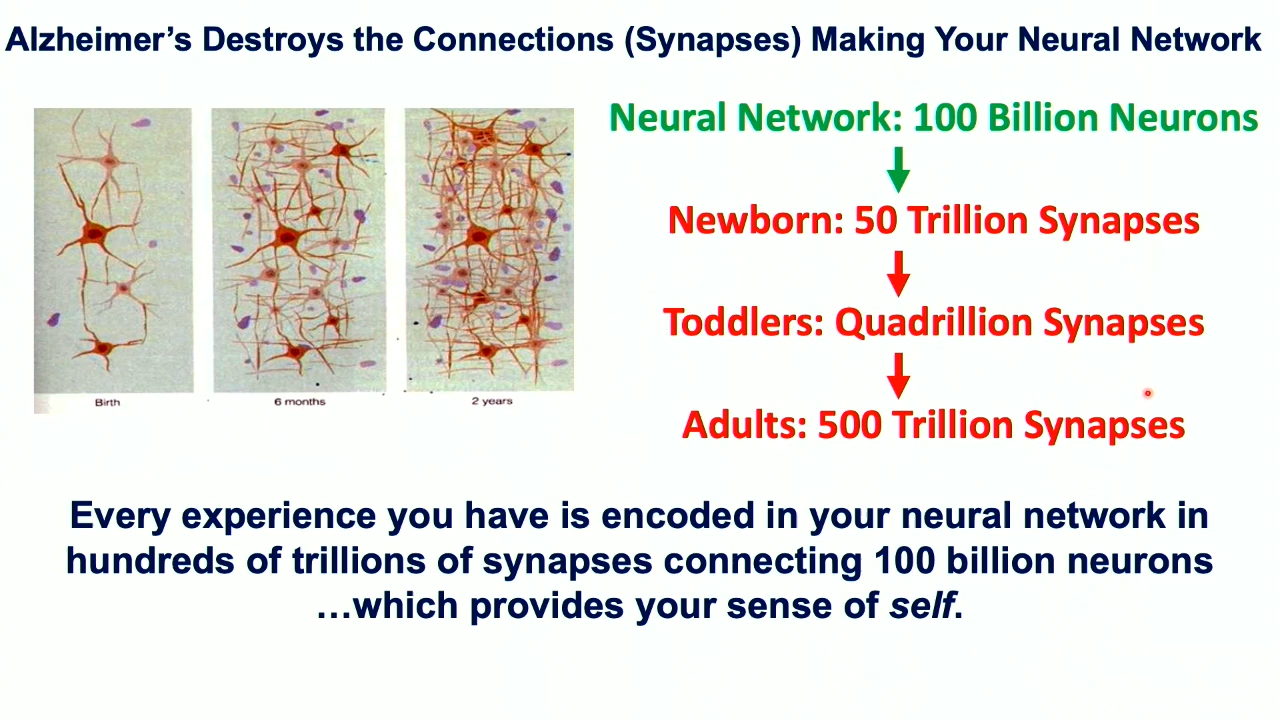 Alzheimer’s Destroys the Connections (Synapses) Making Your Neural Network
Neural Network: 100 Billion Neurons
Newborn: 50 Trillion Synapses
Toddlers: Quadrillion Synapses
Adults: 500 Trillion Synapses
Birth
6 months
2 years
Every experience you have is encoded in your neural network in
hundreds of trillions of synapses connecting 100 billion neurons
…which provides your sense of self.